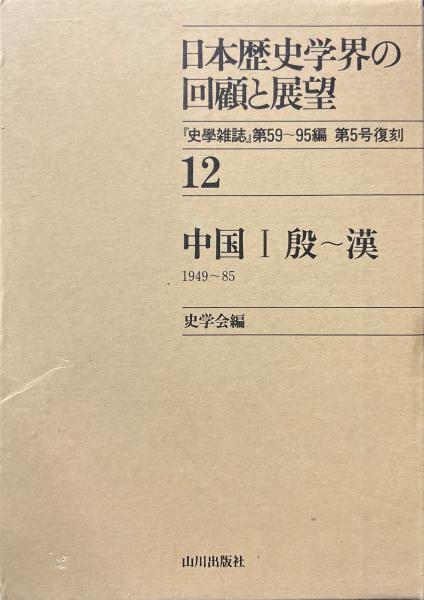 日本歴史学界の
回顧と展望
『史學雑誌』第59〜95編 第5号復刻
12
中国 I 殷〜漢
1949〜85
史学会編
山川出版社